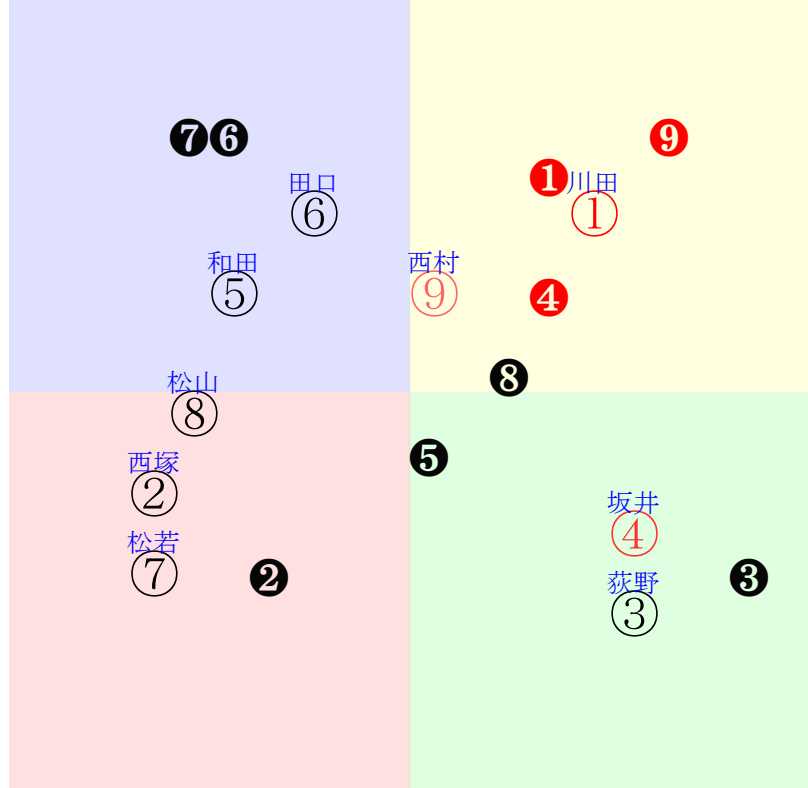 ❼❻
❾
❶
田口
⑥
川田
①
和田
⑤
西村
⑨
❹
❽
松山
⑧
❺
西塚
②
坂井
④
松若
⑦
❷
荻野
③
❸